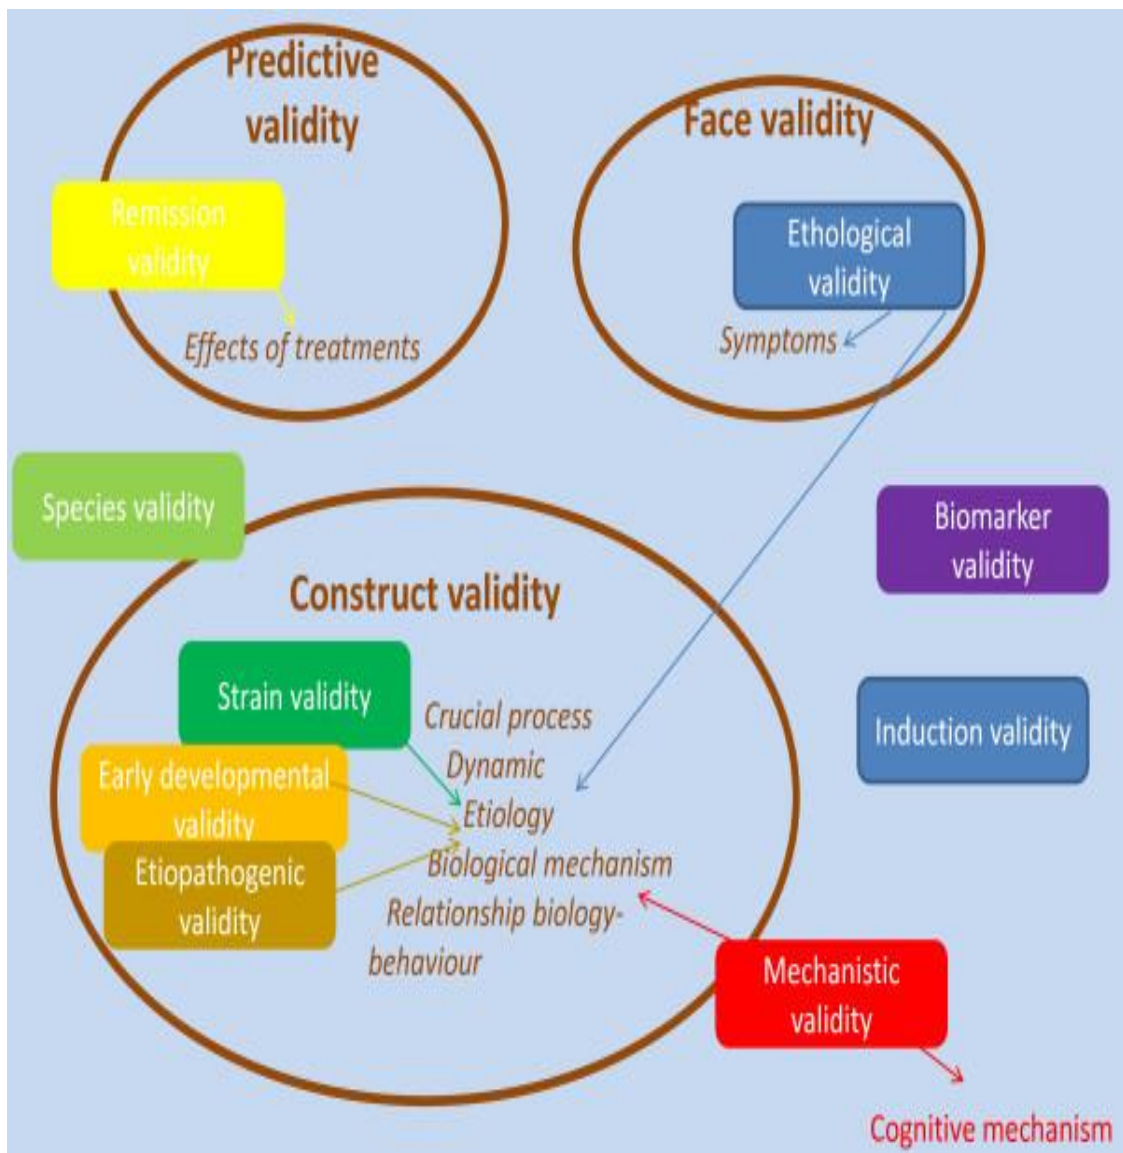 Predictive
validity
Face validity
Remission
validity
Ethological
validity
Effects of treatments
Symptoms
Species validity
Biomarker
validity
Construct validity
Strain validity
Crucial process
Dynamic
Induction validity
Early developmental
validity
Etiology
Etiopathogenic
validity
Biological mechanism
Relationship biology-
behaviour
Mechanistic
validity
Cognitive mechanism